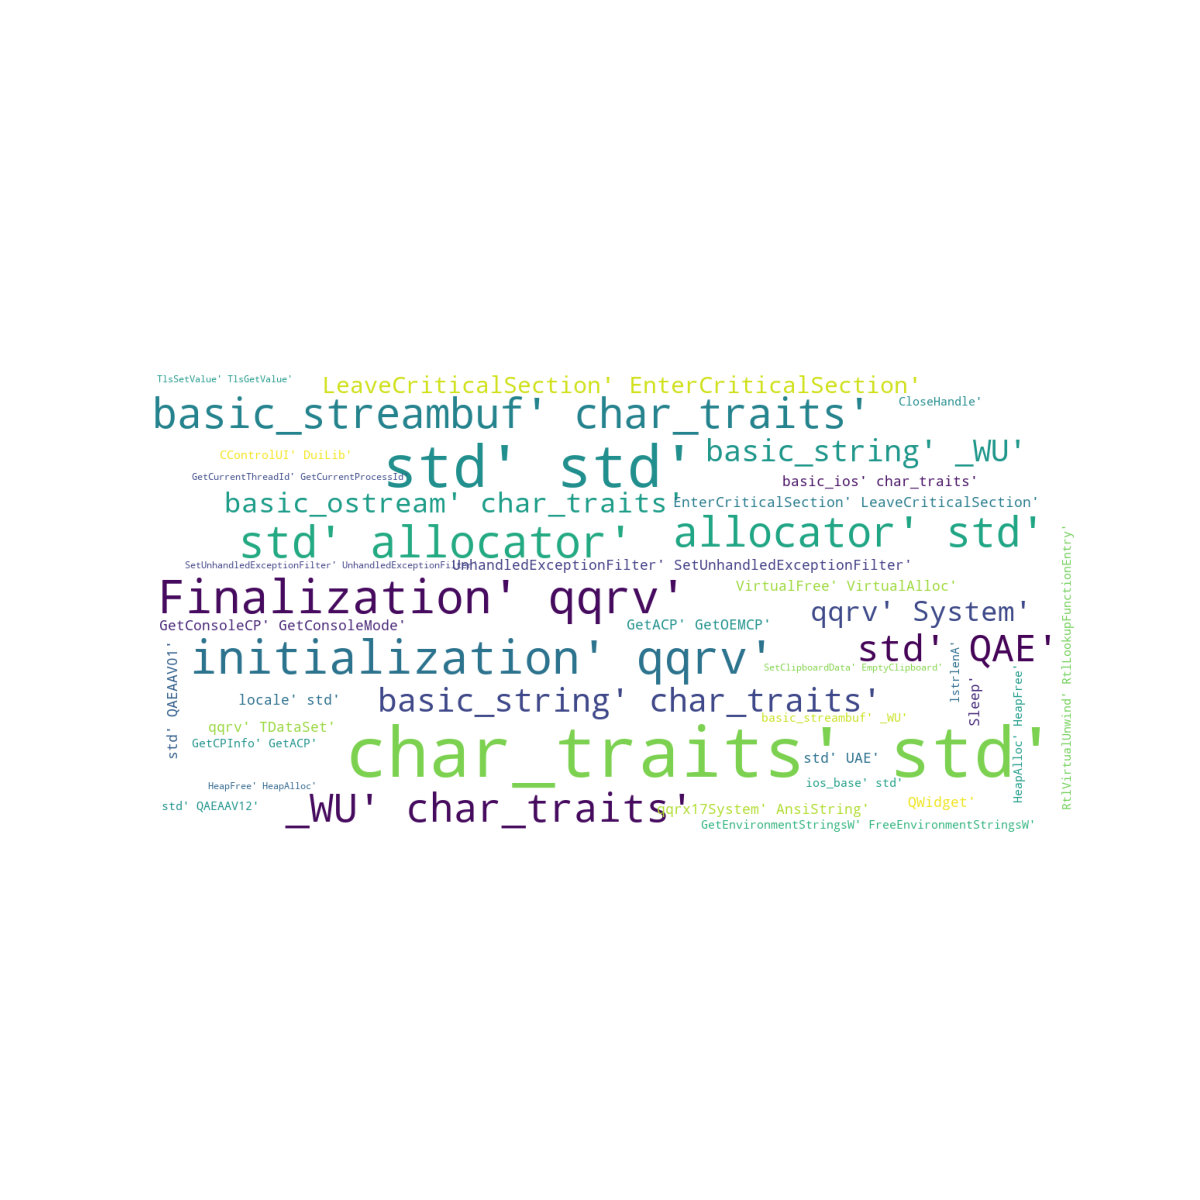 TlsSetValue' TlsGetValue'
LeaveCriticalSection' EnterCriticalSection'
basic_streambuf' char_traits'
CloseHandle'
CControlUI' DuiLib'
std' std'
basic_string' _WU'
GetCurrentThreadId' GetCurrentProcessId'
basic_ios' char_traits'
basic_ostream' char_traits'
EnterCriticalSection' LeaveCriticalSection'
std' allocator'
allocator' std'
SetUnhandledExceptionFilter' UnhandledExceptionFilter'
UnhandledExceptionFilter' SetUnhandledExceptionFilter'
Finalization' qqrv'
VirtualFree' VirtualAlloc'
qqrv' System'
GetConsoleCP' GetConsoleMode'
GetACP' GetOEMCP'
std' QAE'
initialization' qqrv'
SetClipboardData' EmptyClipboard'
lstrlenA'
Sleep'
HeapAlloc' HeapFree'
RtlVirtualUnwind' RtlLookupFunctionEntry'
std' QAEAAV01'
locale' std'
basic_string' char_traits'
qqrv' TDataSet'
basic_streambuf' _WU'
GetCPInfo' GetACP'
char_traits' std'
std' UAE'
HeapFree' HeapAlloc'
ios_base' std'
std' QAEAAV12'
_WU' char_traits'
qqrx17System' AnsiString'
QWidget'
GetEnvironmentStringsW' FreeEnvironmentStringsW'